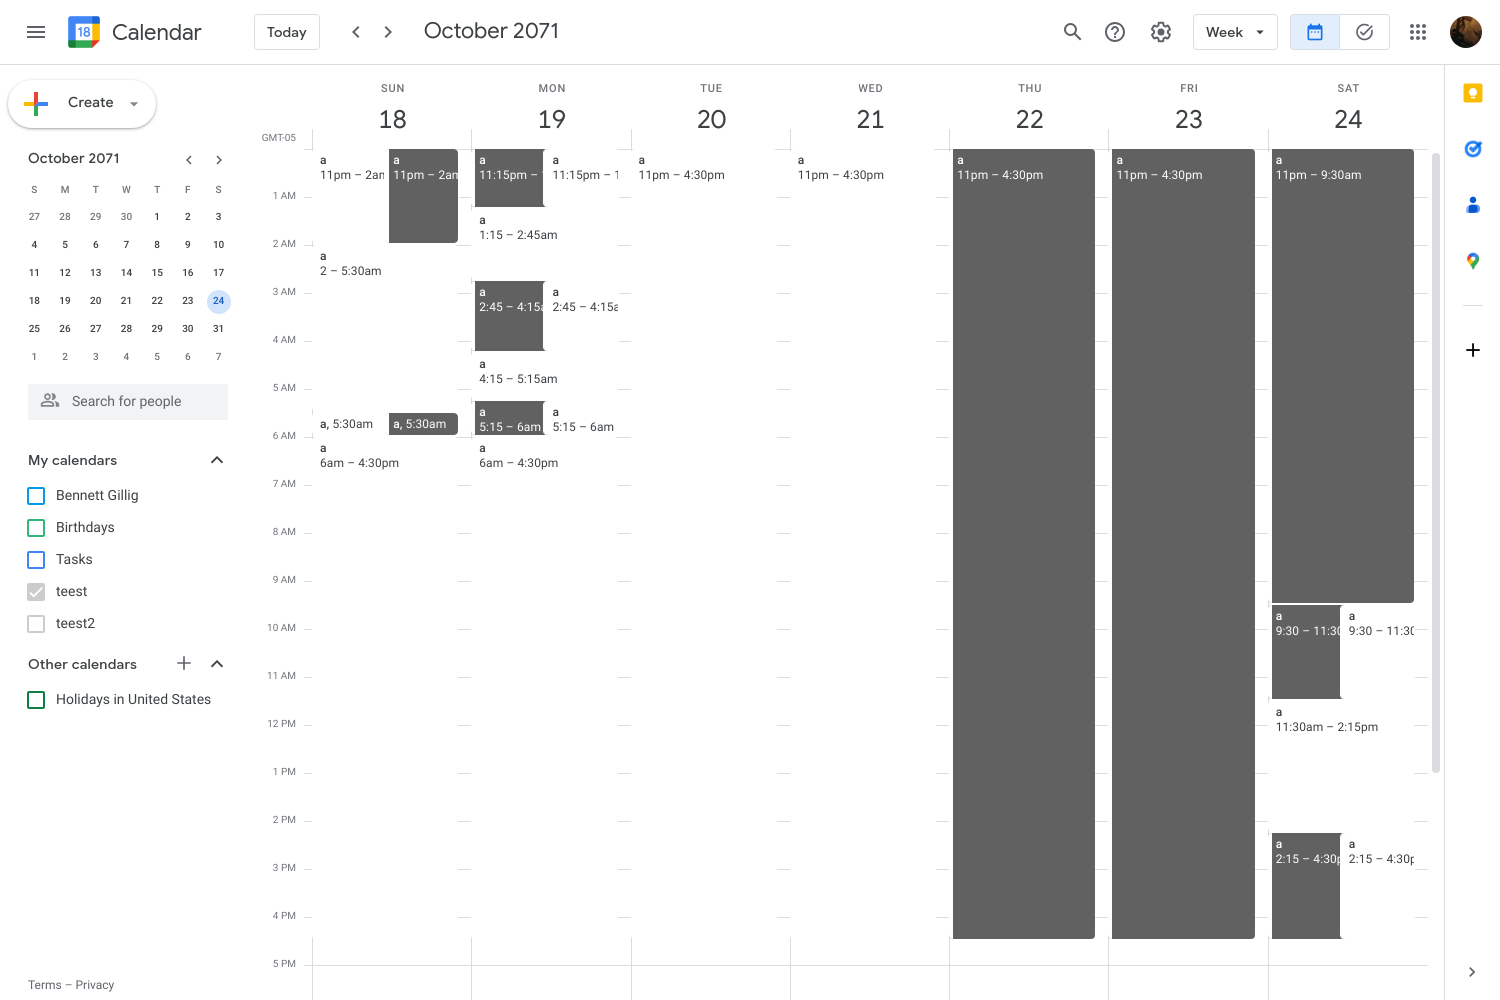 18
Calendar
Today
October 2071
Week
Create
October 2071
S M T W T F S
27 28 29 30 1 2 3
4 5 6 7 8 9 10
11 12 13 14 15 16 17
18 19 20 21 22 23 24
25 26 27 28 29 30 31
1 2 3 4 5 6 7
Search for people
My calendars
Bennett Gillig
Birthdays
Tasks
teest
teest2
Other calendars
Holidays in United States
Terms – Privacy
SUN MON TUE WED THU FRI SAT
18 19 20 21 22 23 24
GMT-05
1 AM
2 AM
3 AM
4 AM
5 AM
6 AM
7 AM
8 AM
9 AM
10 AM
11 AM
12 PM
1 PM
2 PM
3 PM
4 PM
5 PM
a
11pm – 2am
a
11pm – 2am
a
2 – 5:30am
a, 5:30am
a, 5:30am
a
6am – 4:30pm
a
11:15pm –
a
11:15pm – 1
a
1:15 – 2:45am
a
2:45 – 4:15a
a
2:45 – 4:15a
a
4:15 – 5:15am
a
5:15 – 6am
a
5:15 – 6am
a
6am – 4:30pm
a
11pm – 4:30pm
a
11pm – 4:30pm
a
11pm – 4:30pm
a
11pm – 4:30pm
a
11pm – 9:30am
a
9:30 – 11:30
a
9:30 – 11:30
a
11:30am – 2:15pm
a
2:15 – 4:30p
a
2:15 – 4:30p